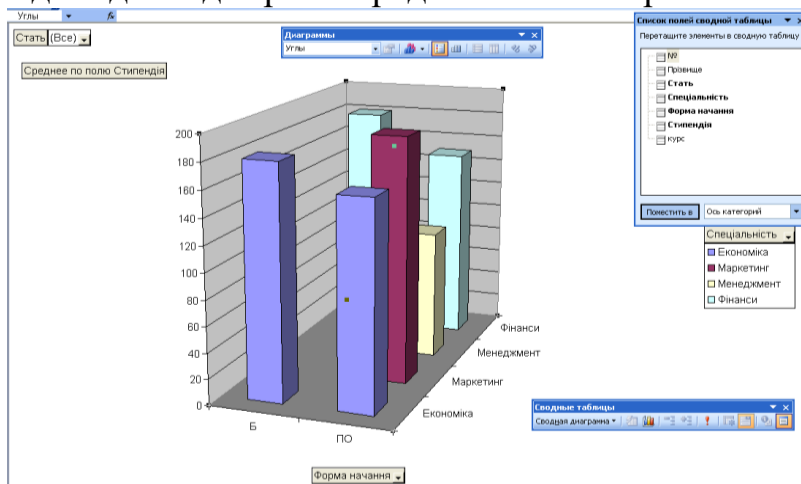 Углы
fx
Стать (Все)
Среднее по полю Стипендія
Диаграммы
Углы
Список полей сводной таблицы
Перетащите элементы в сводную таблицу
№
Прізвище
Стать
Спеціальність
Форма начання
Стипендія
курс
Поместить в
Ось категорий
Спеціальність
Економіка
Маркетинг
Менеджмент
Фінанси
200
180
160
140
120
100
80
60
40
20
0
Фінанси
Менеджмент
Маркетинг
Економіка
Б
ПО
Форма начання
Сводные таблицы
Сводная диаграмма